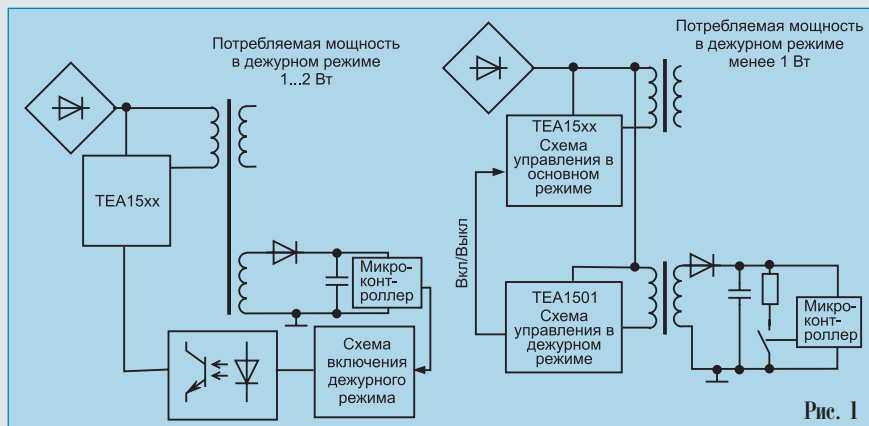 Потребляемая мощность
в дежурном режиме
1...2 Вт
TEA15xx
Микро-
конт-
роллер
Схема
включения
дежурного
режима
Потребляемая мощность
в дежурном режиме
менее 1 Вт
TEA15xx
Схема
управления в
основном
режиме
Вкл/Выкл
TEA1501
Схема
управления в
дежурном
режиме
Микро-
конт-
роллер
Рис. 1